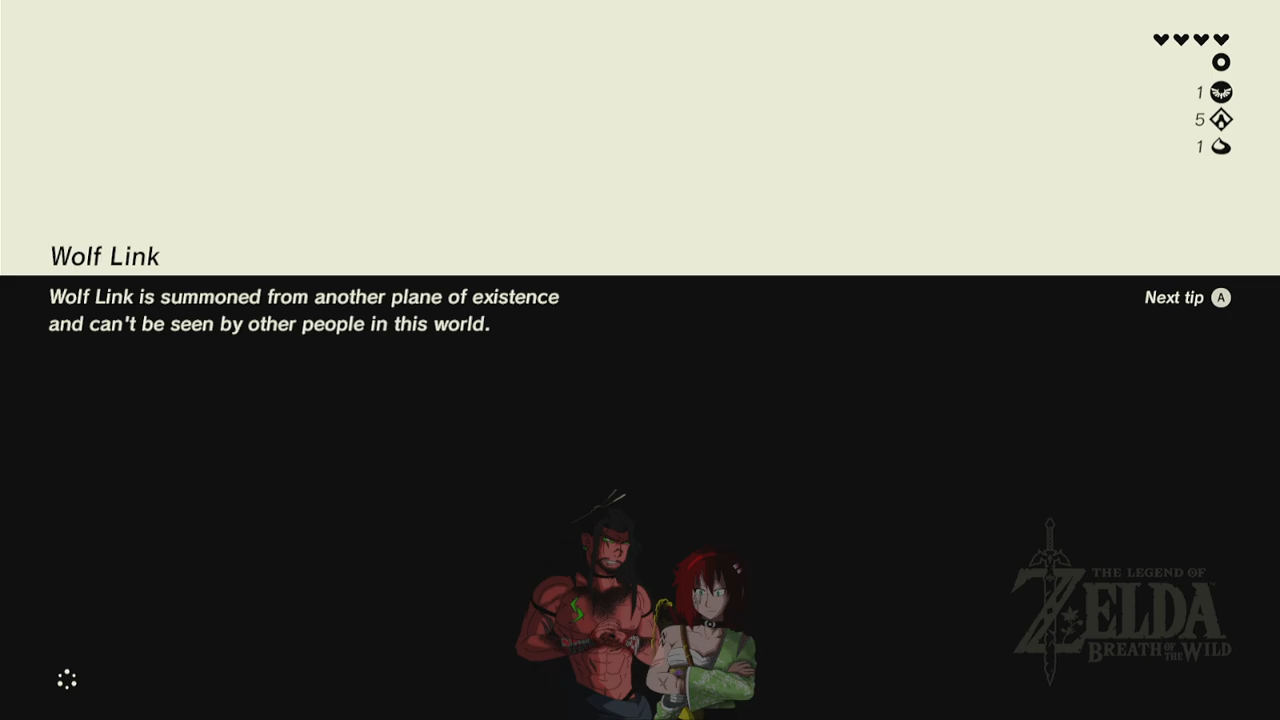 1
5
1
Wolf Link
Wolf Link is summoned from another plane of existence
and can't be seen by other people in this world.
Next tip A
THE LEGEND OF
ZELDA
BREATH OF THE WILD